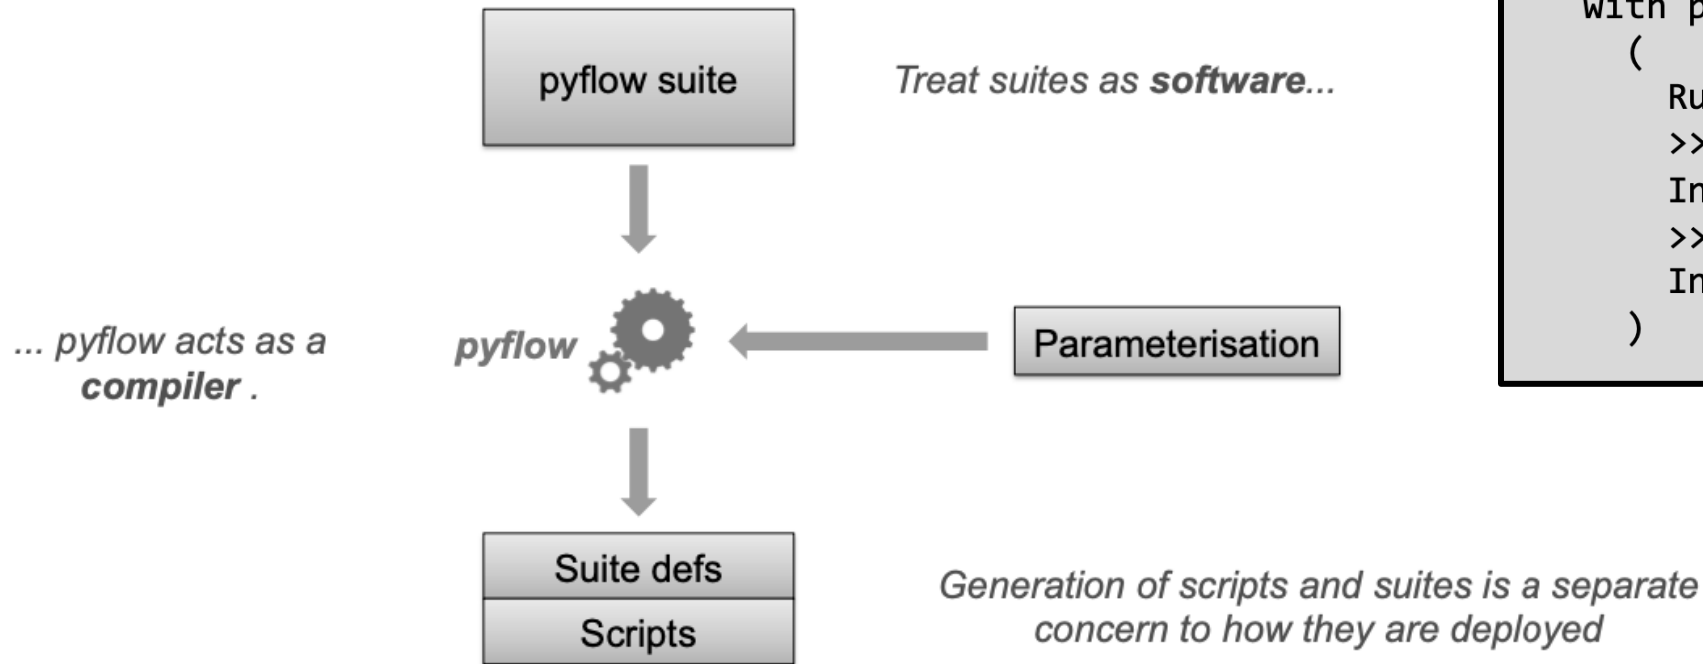 pyflow suite
Treat suites as software...
with
(
>>
>>
)
... pyflow acts as a
compiler .
pyflow
Parameterisation
Suite defs
Scripts
Generation of scripts and suites is a separate
concern to how they are deployed